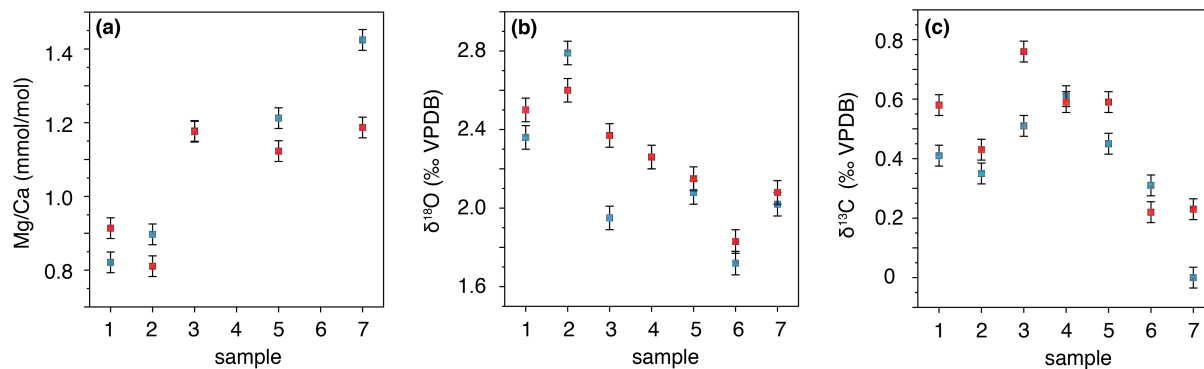 (a)
Mg/Ca (mmol/mol)
1.4
1.2
1.0
0.8
1 2 3 4 5 6 7
sample
(b)
δ¹⁸O (‰ VPDB)
2.8
2.4
2.0
1.6
1 2 3 4 5 6 7
sample
(c)
δ¹³C (‰ VPDB)
0.8
0.6
0.4
0.2
0
1 2 3 4 5 6 7
sample